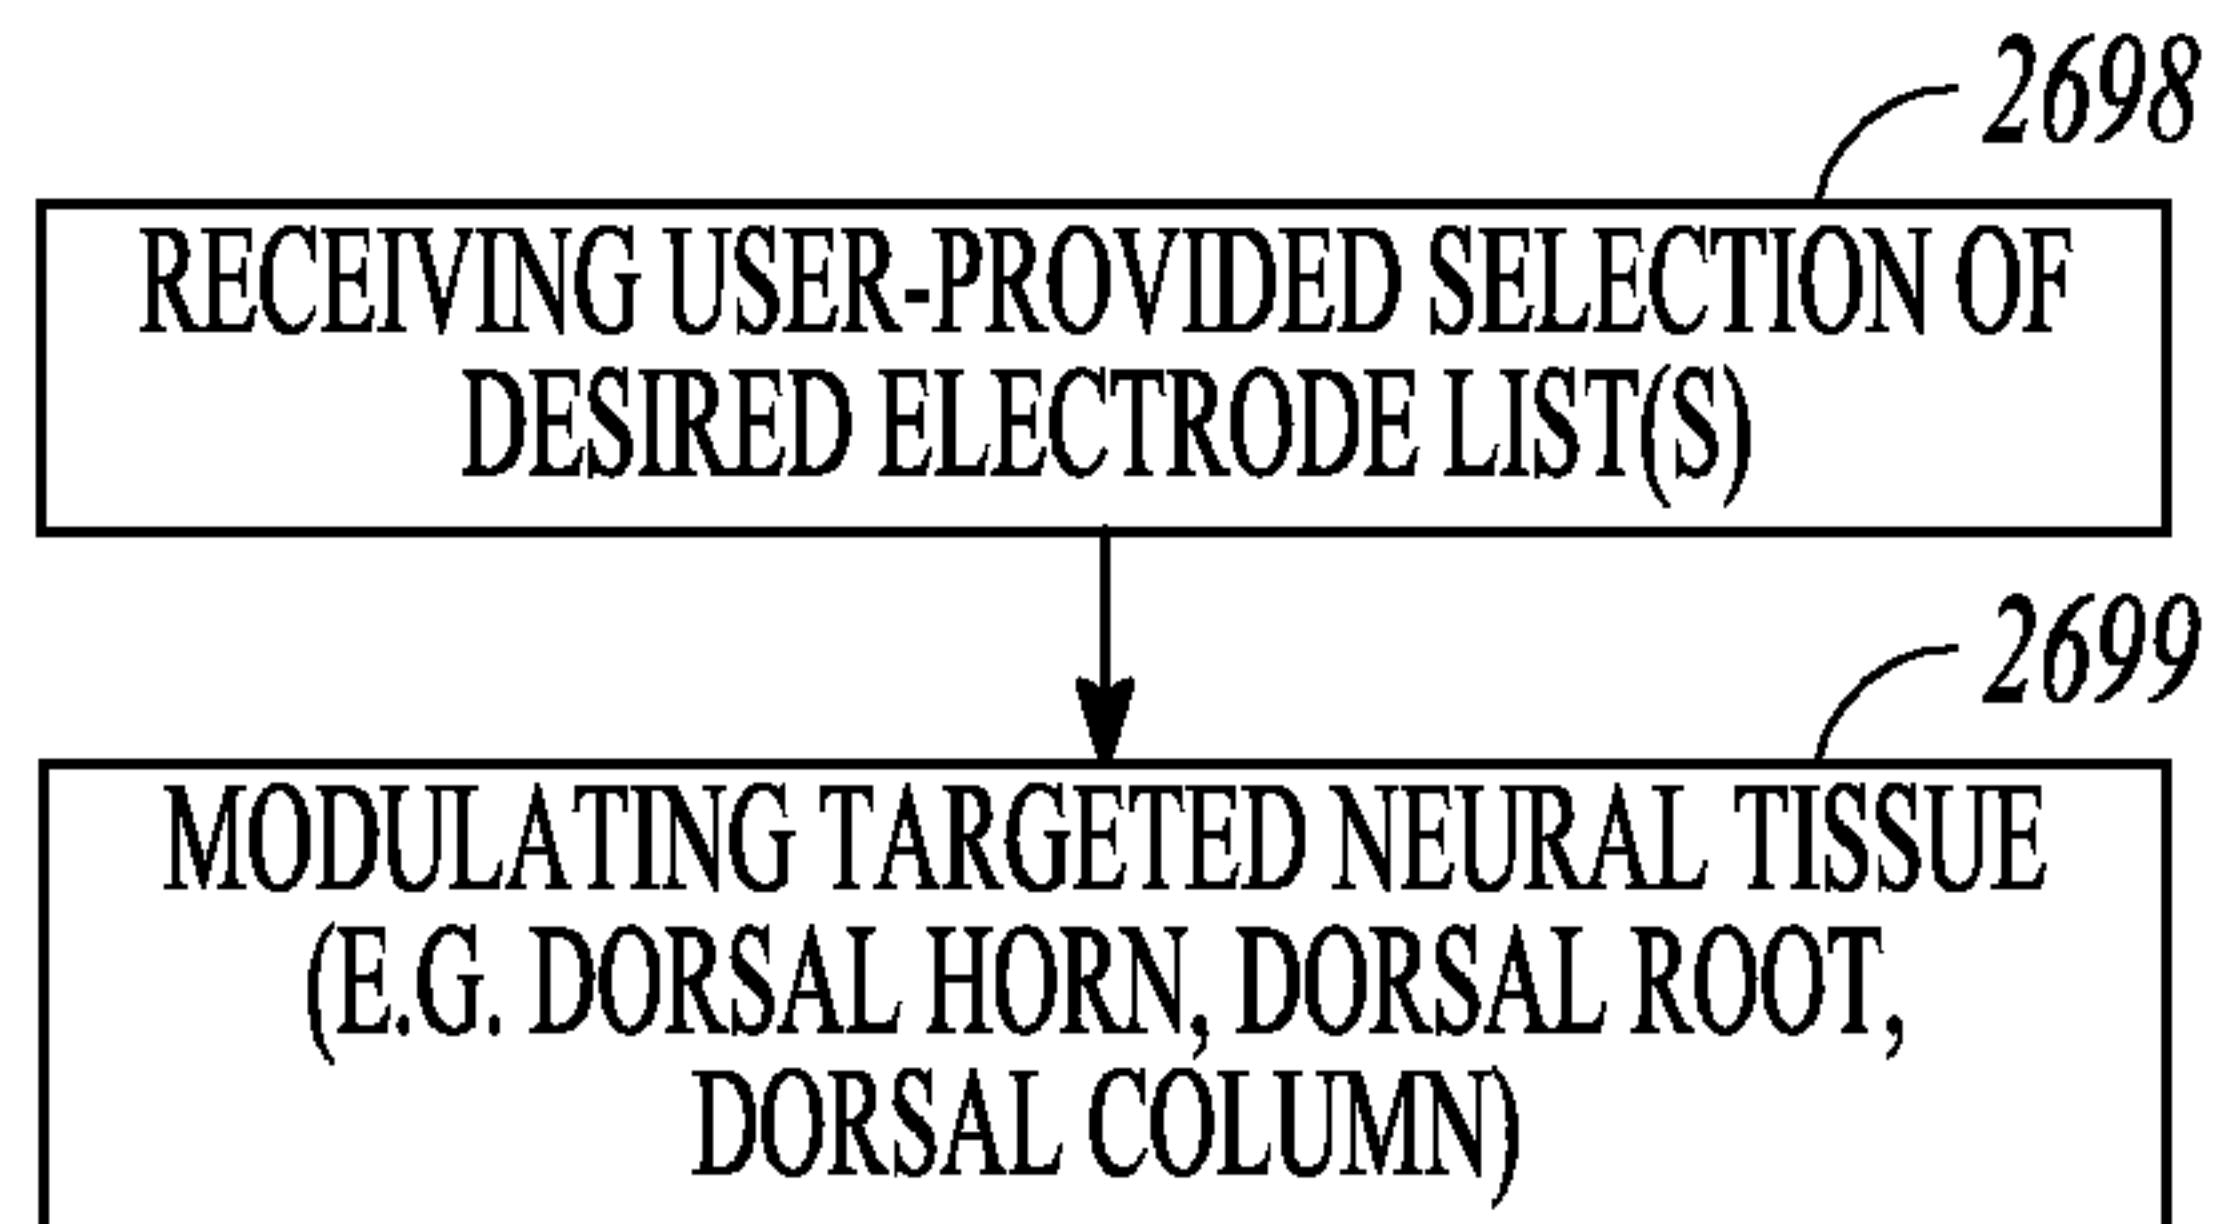 2698
RECEIVING USER-PROVIDED SELECTION OF
DESIRED ELECTRODE LIST(S)
2699
MODULATING TARGETED NEURAL TISSUE
(E.G. DORSAL HORN, DORSAL ROOT,
DORSAL COLUMN)